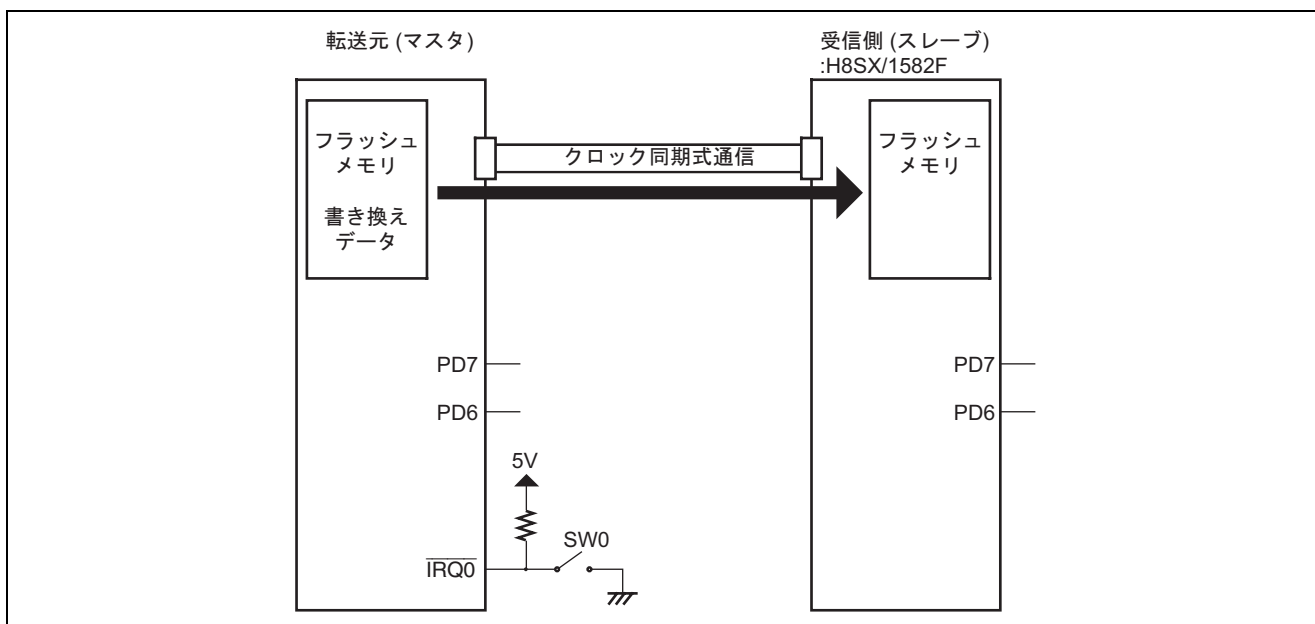 転送元 (マスタ)
受信側 (スレーブ)
:H8SX/1582F
フラッシュ
メモリ
書き換え
データ
クロック同期式通信
フラッシュ
メモリ
PD7
PD6
PD7
PD6
5V
SW0
IRQ0